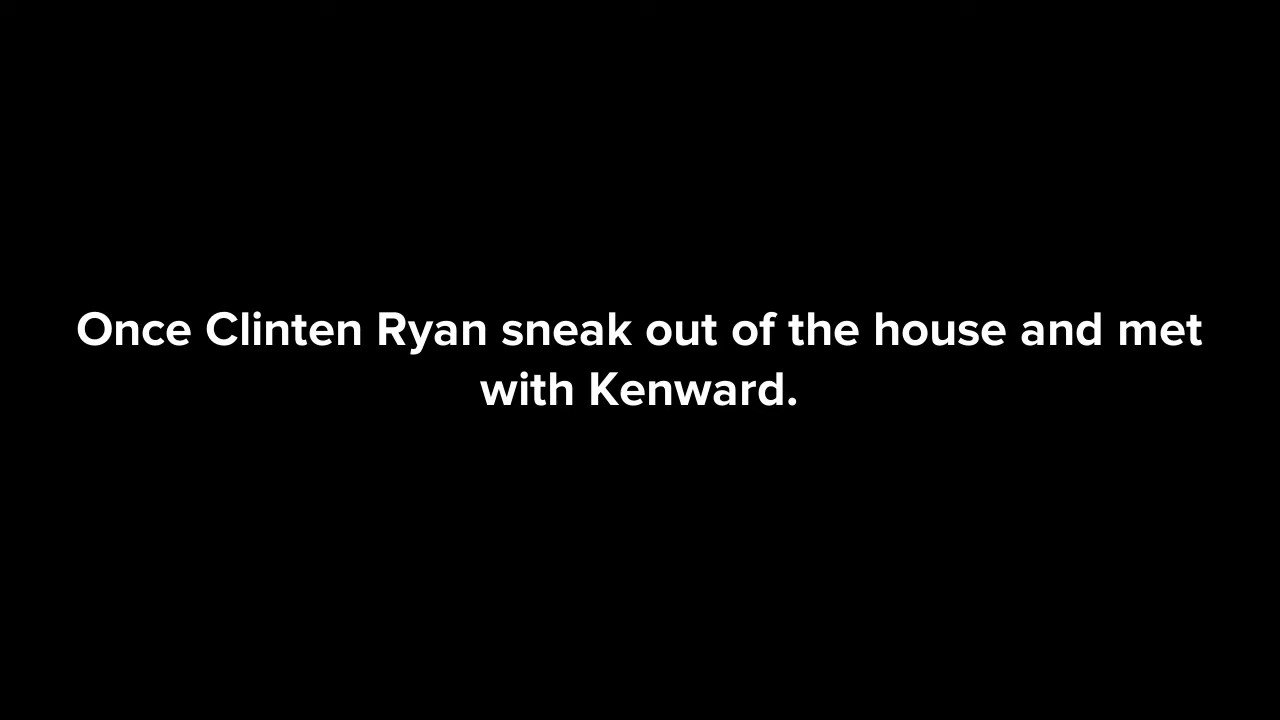 Once Clinten Ryan sneak out of the house and met
with Kenward.